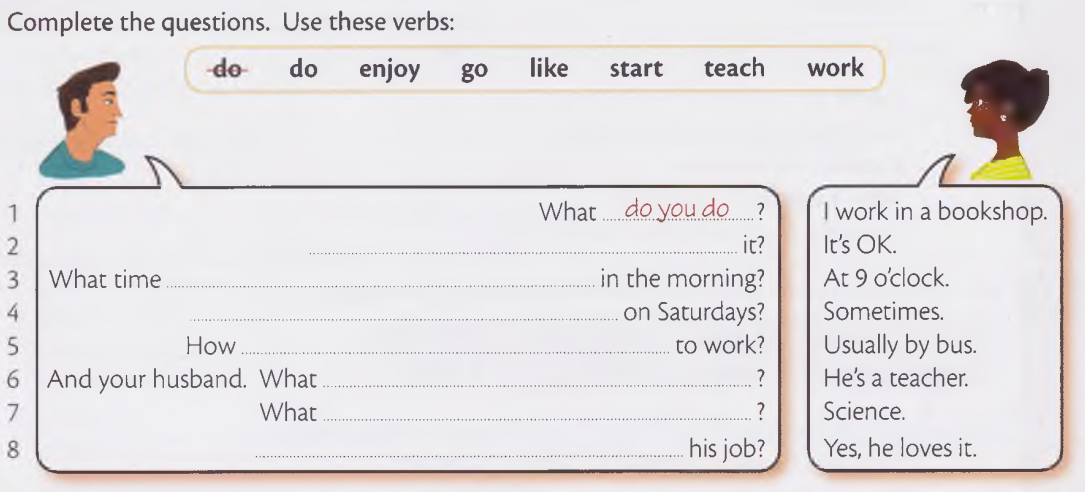 Complete the questions. Use these verbs:
do do enjoy go like start teach work
1 What do you do ? I work in a bookshop.
2 it? It's OK.
3 What time in the morning? At 9 o'clock.
4 on Saturdays? Sometimes.
5 How to work? Usually by bus.
6 And your husband. What ? He's a teacher.
7 What ? Science.
8 his job? Yes, he loves it.